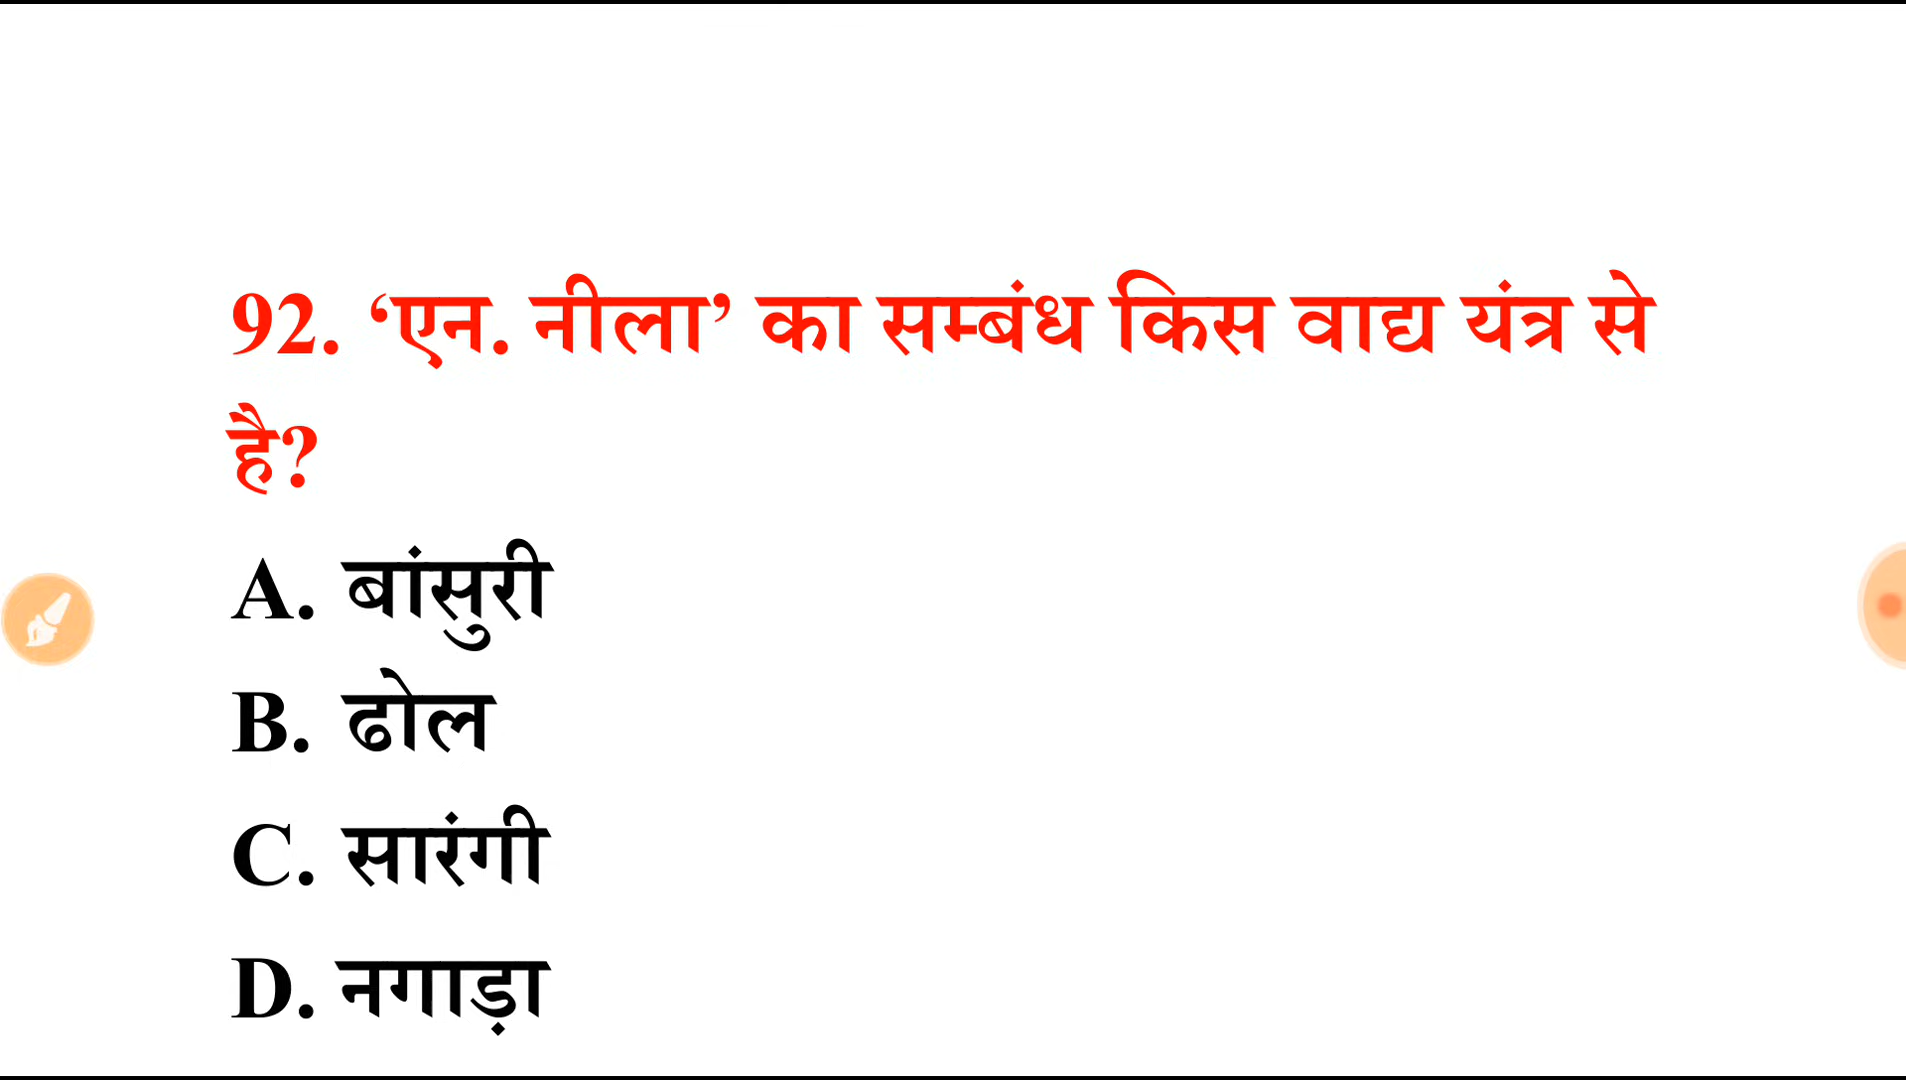 92. ‘एन. नीला’ का सम्बंध किस वाद्य यंत्र से
है?
A. बांसुरी
B. ढोल
C. सारंगी
D. नगाड़ा